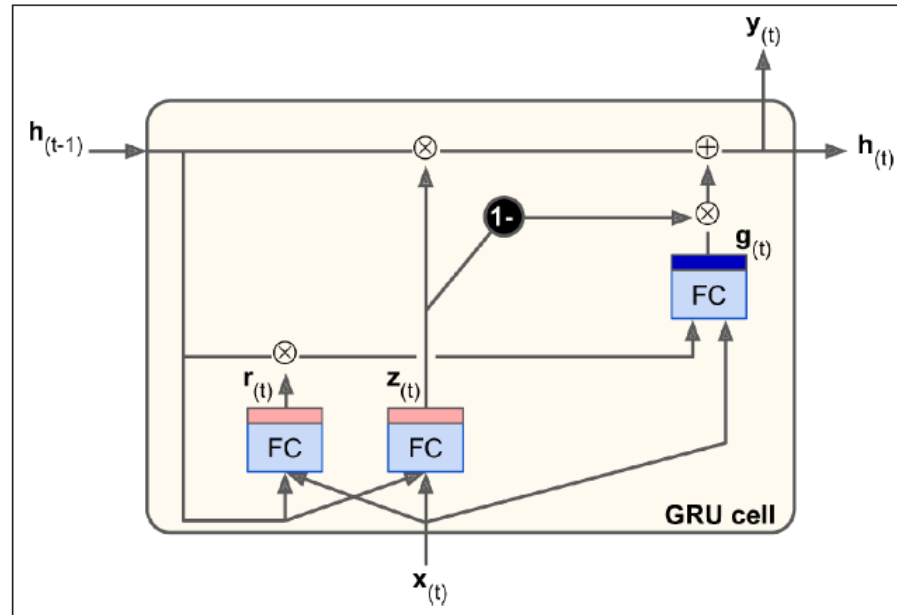 y(t)
h(t-1)
h(t)
1-
g(t)
FC
r(t)
z(t)
FC
FC
GRU cell
x(t)